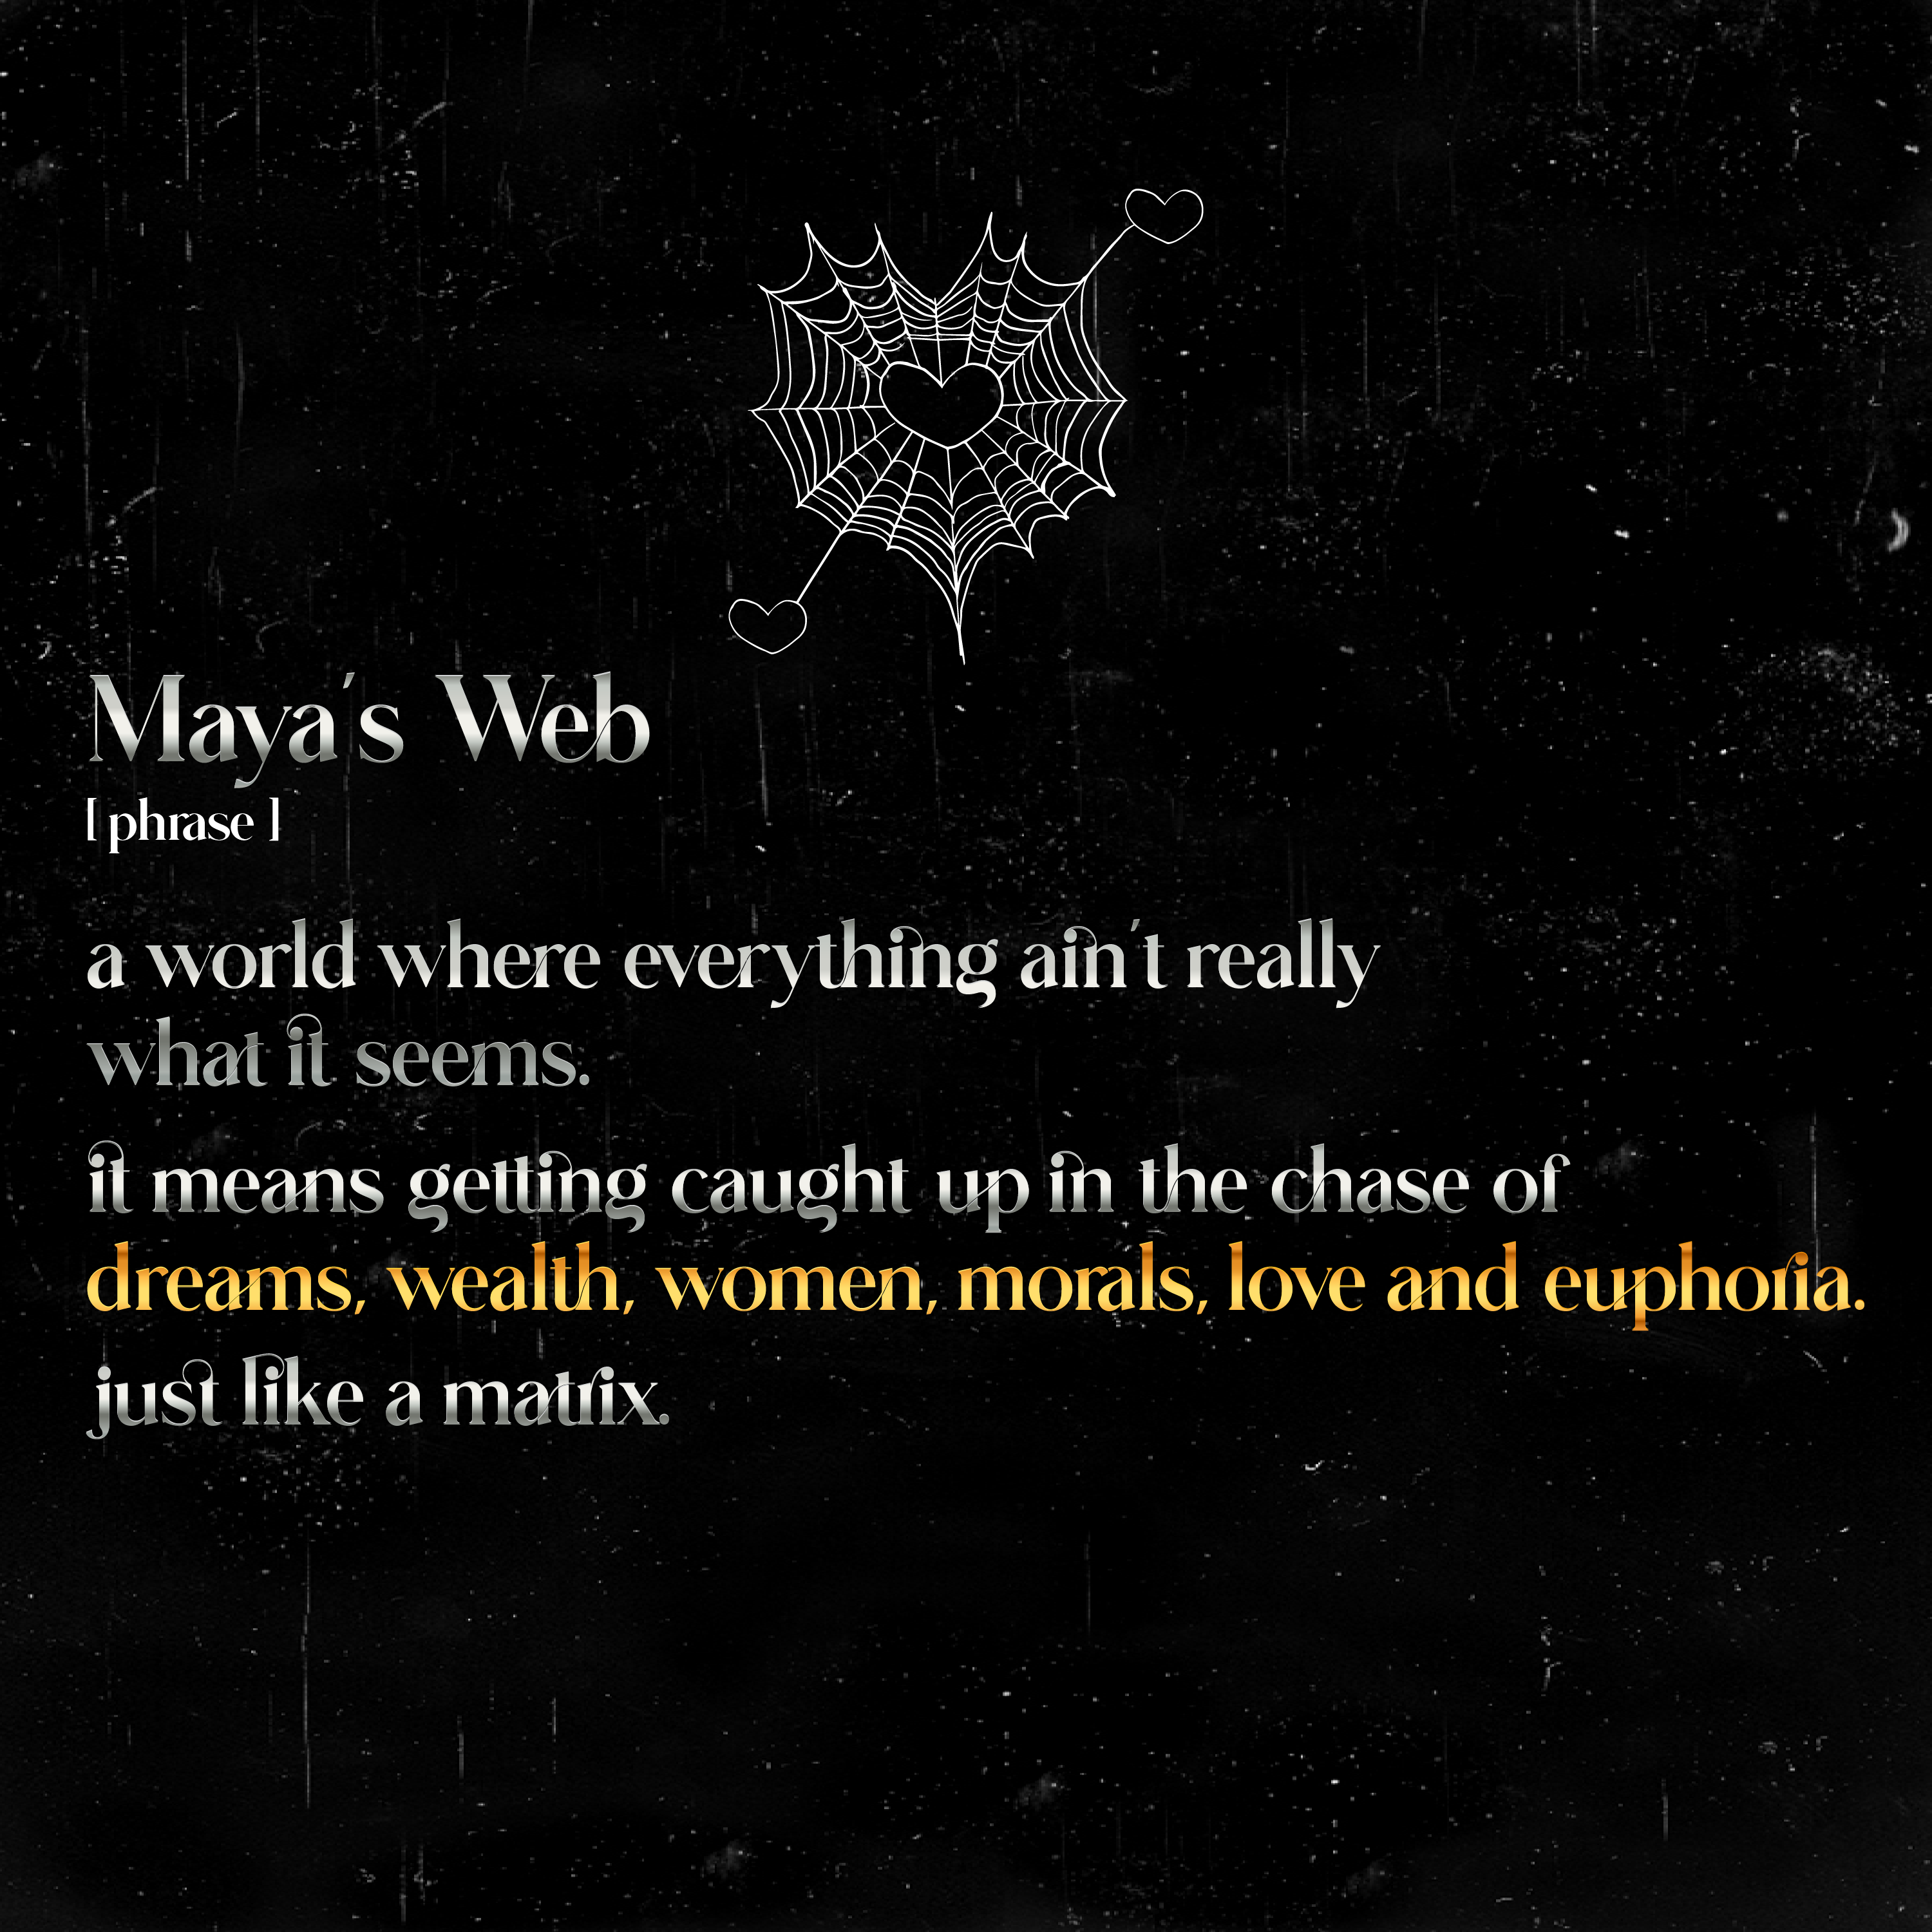 Maya's Web
[ phrase ]
a world where everything ain't really
what it seems.
it means getting caught up in the chase of
dreams, wealth, women, morals, love and euphoria.
just like a matrix.